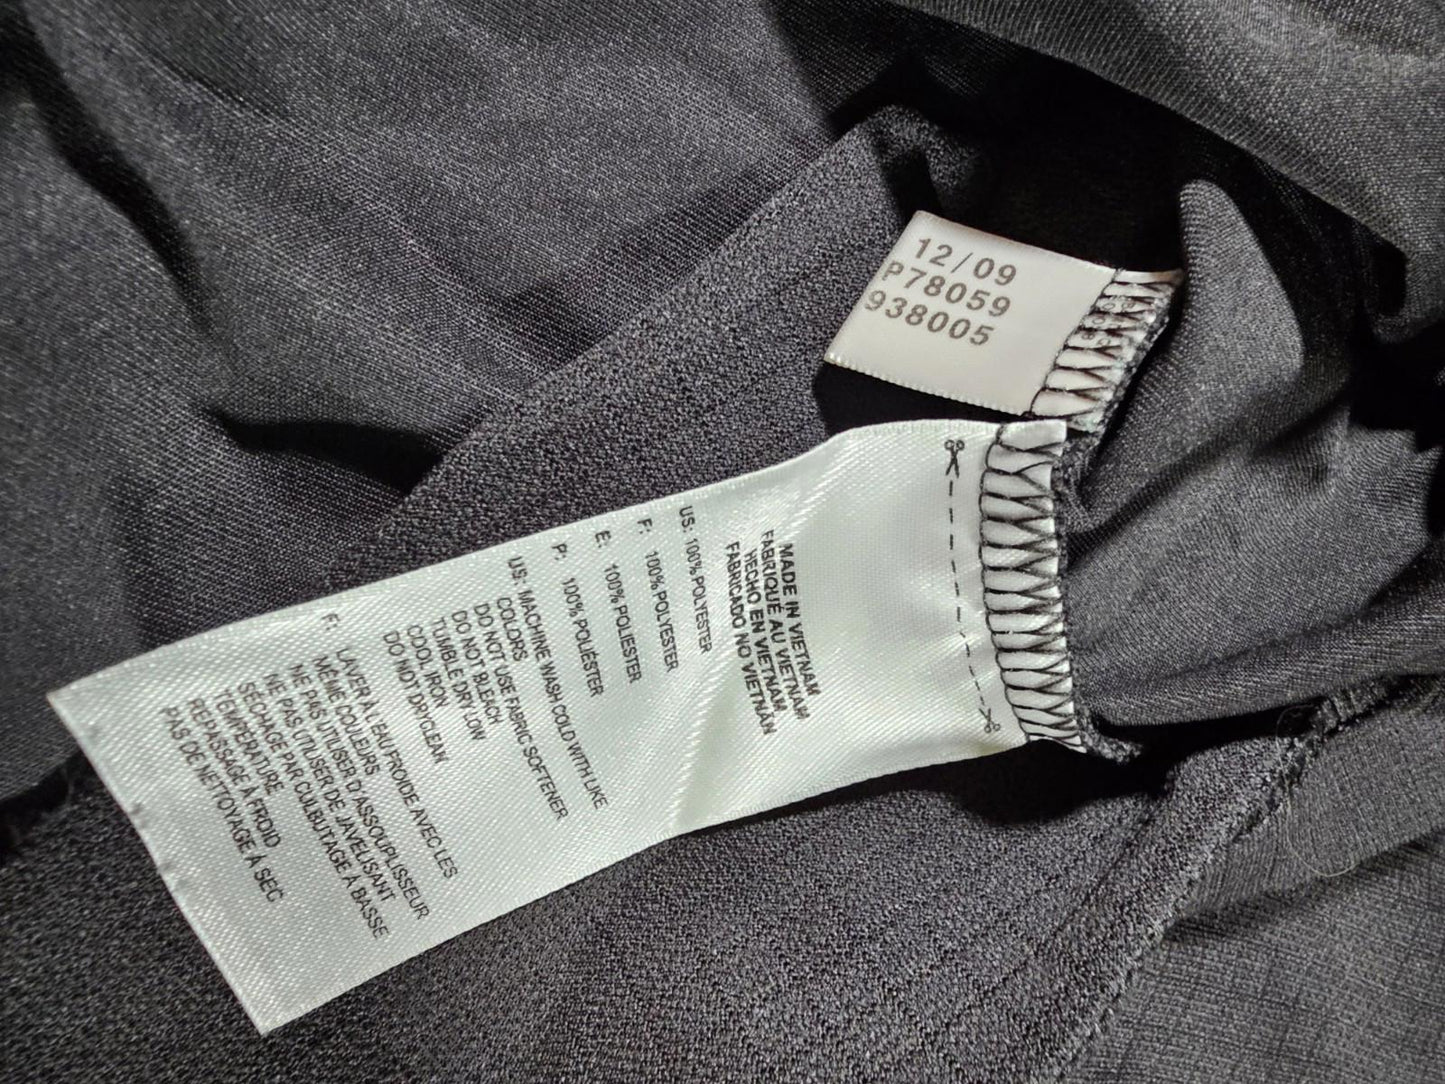 12/09
P78059
938005
MADE IN VIETNAM
FABRIQUÉ AU VIETNAM
HECHO EN VIETNAM
FABRICADO NO VIETNÁN
US: 100% POLYESTER
F: 100% POLYESTER
E: 100% POLIESTER
P: 100% POLIÉSTER
US: MACHINE WASH COLD WITH LIKE
COLORS
DO NOT USE FABRIC SOFTENER
DO NOT BLEACH
TUMBLE DRY LOW
COOL IRON
DO NOT DRYCLEAN
F: LAVER À L'EAU FROIDE AVEC LES
MÊME COULEURS
NE PAS UTILISER D'ASSOUPLISSEUR
NE PAS UTILISER DE JAVELISANT
SÉCHAGE PAR CULBUTAGE À BASSE
TEMPÉRATURE
REPASSAGE À FROID
PAS DE NETTOYAGE À SEC